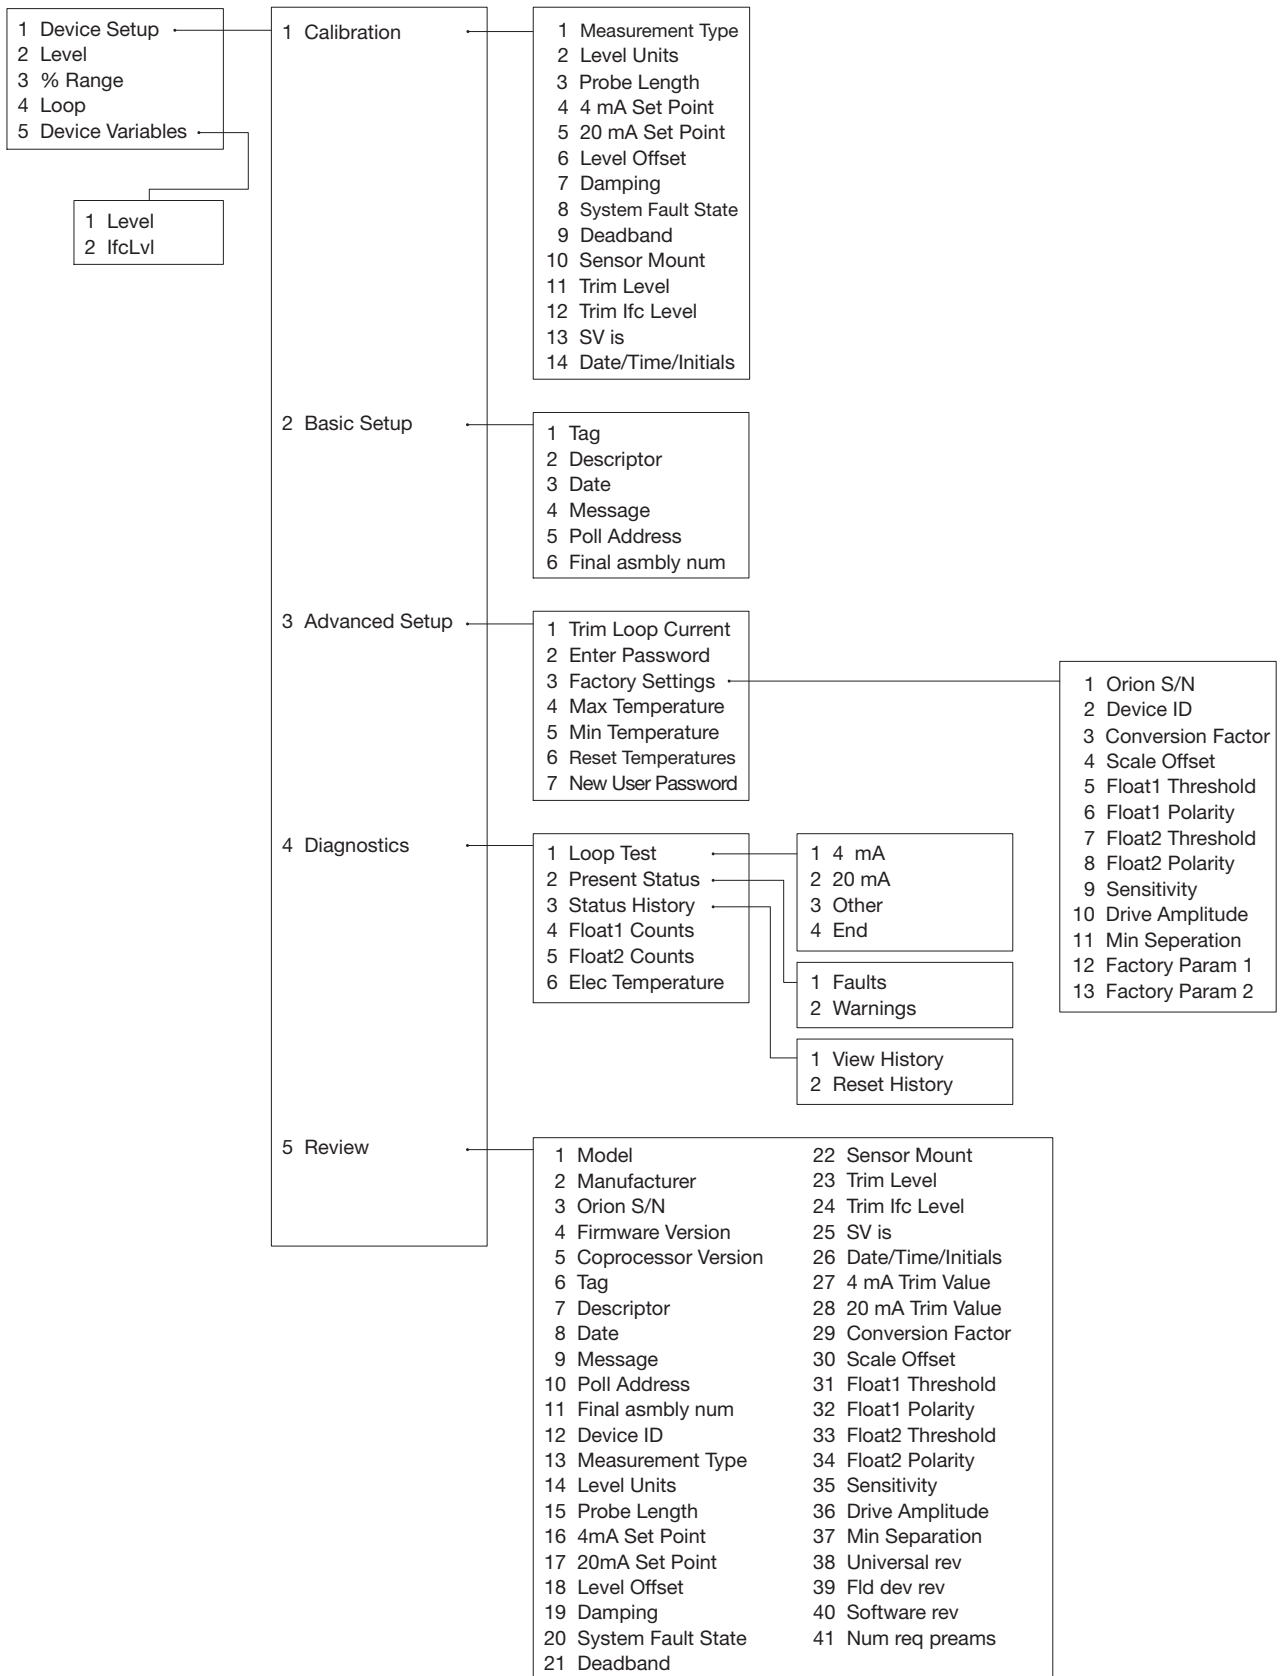 1 Device Setup
2 Level
3 % Range
4 Loop
5 Device Variables
1 Level
2 IfcLvl
1 Calibration
2 Basic Setup
3 Advanced Setup
4 Diagnostics
5 Review
1 Measurement Type
2 Level Units
3 Probe Length
4 4 mA Set Point
5 20 mA Set Point
6 Level Offset
7 Damping
8 System Fault State
9 Deadband
10 Sensor Mount
11 Trim Level
12 Trim Ifc Level
13 SV is
14 Date/Time/Initials
1 Tag
2 Descriptor
3 Date
4 Message
5 Poll Address
6 Final asmbly num
1 Trim Loop Current
2 Enter Password
3 Factory Settings
4 Max Temperature
5 Min Temperature
6 Reset Temperatures
7 New User Password
1 Orion S/N
2 Device ID
3 Conversion Factor
4 Scale Offset
5 Float1 Threshold
6 Float1 Polarity
7 Float2 Threshold
8 Float2 Polarity
9 Sensitivity
10 Drive Amplitude
11 Min Seperation
12 Factory Param 1
13 Factory Param 2
1 Loop Test
2 Present Status
3 Status History
4 Float1 Counts
5 Float2 Counts
6 Elec Temperature
1 4 mA
2 20 mA
3 Other
4 End
1 Faults
2 Warnings
1 View History
2 Reset History
1 Model
2 Manufacturer
3 Orion S/N
4 Firmware Version
5 Coprocessor Version
6 Tag
7 Descriptor
8 Date
9 Message
10 Poll Address
11 Final asmbly num
12 Device ID
13 Measurement Type
14 Level Units
15 Probe Length
16 4mA Set Point
17 20mA Set Point
18 Level Offset
19 Damping
20 System Fault State
21 Deadband
22 Sensor Mount
23 Trim Level
24 Trim Ifc Level
25 SV is
26 Date/Time/Initials
27 4 mA Trim Value
28 20 mA Trim Value
29 Conversion Factor
30 Scale Offset
31 Float1 Threshold
32 Float1 Polarity
33 Float2 Threshold
34 Float2 Polarity
35 Sensitivity
36 Drive Amplitude
37 Min Separation
38 Universal rev
39 Fld dev rev
40 Software rev
41 Num req preams